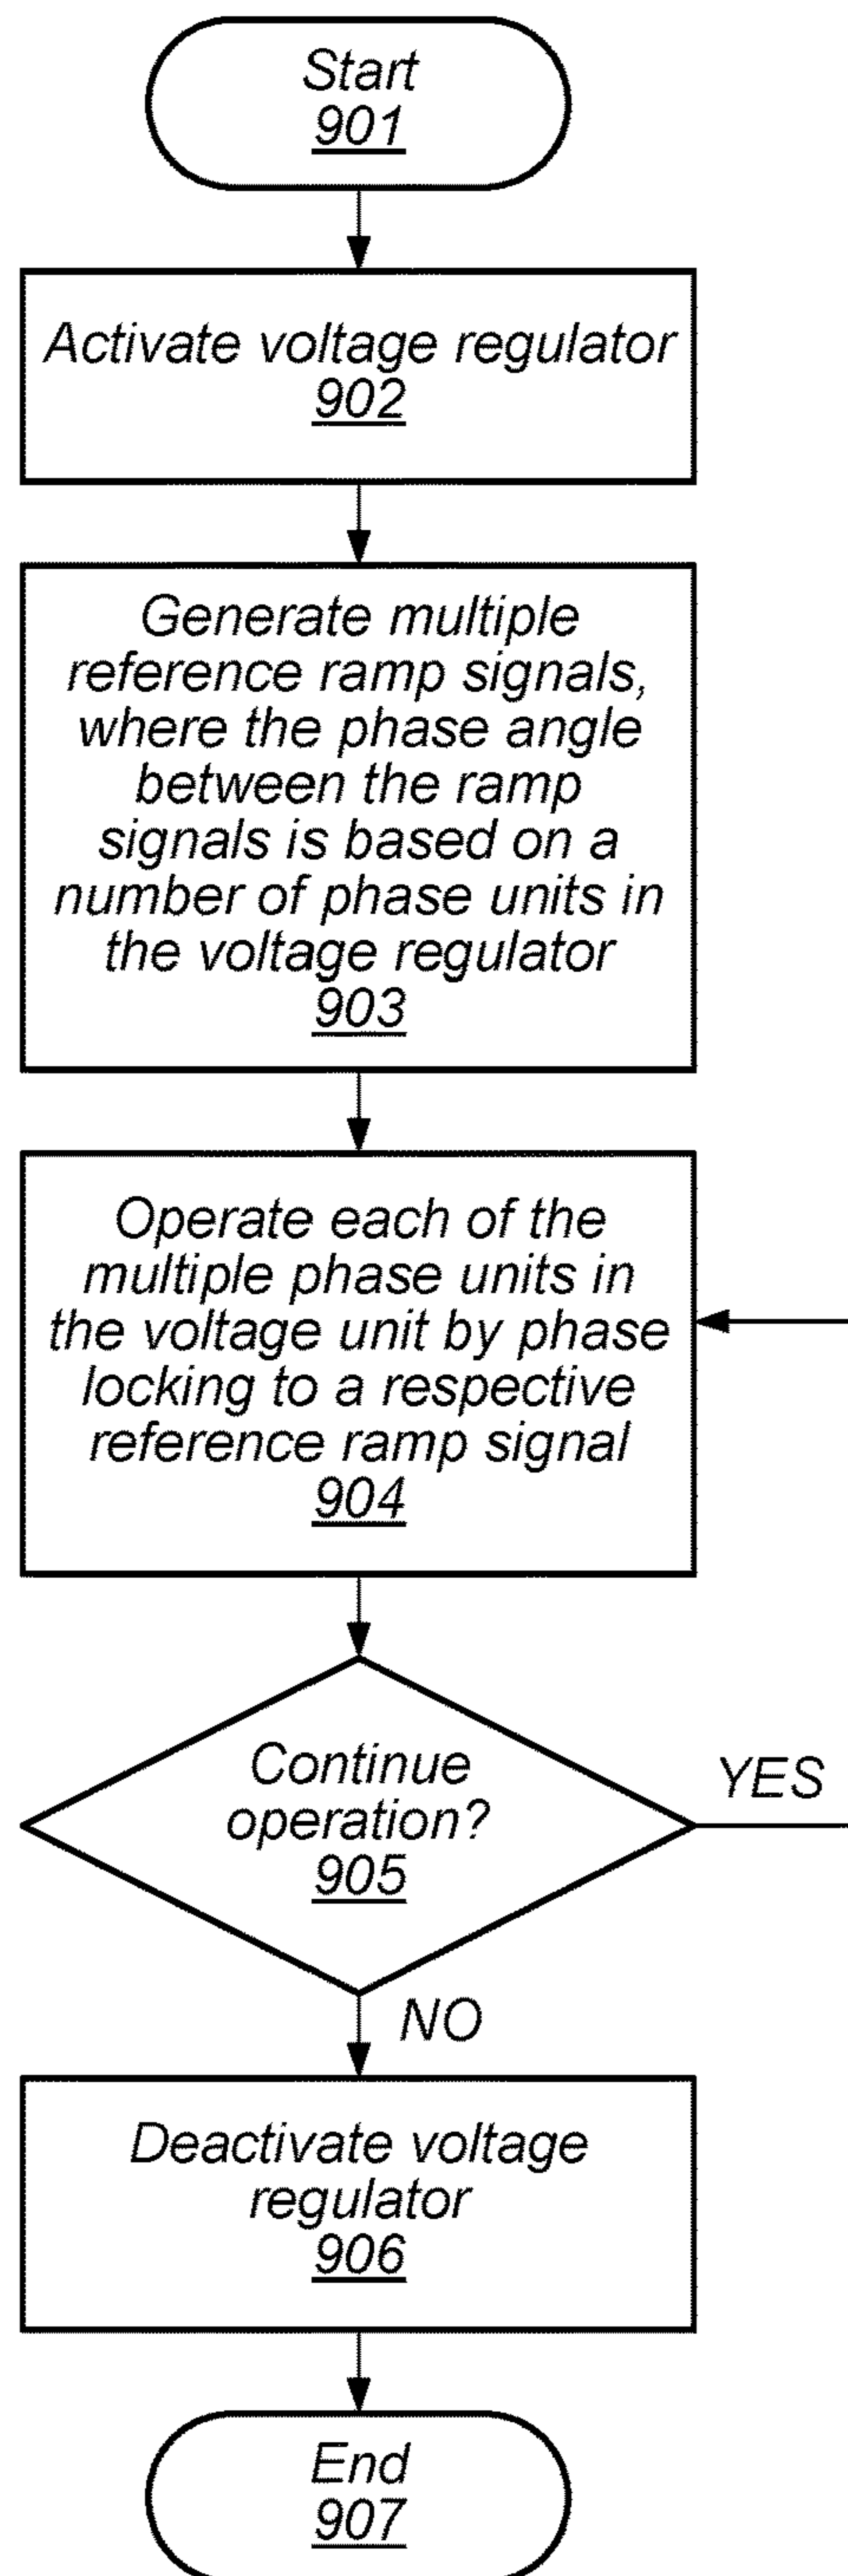 Start
901
Activate voltage regulator
902
Generate multiple
reference ramp signals,
where the phase angle
between the ramp
signals is based on a
number of phase units in
the voltage regulator
903
Operate each of the
multiple phase units in
the voltage unit by phase
locking to a respective
reference ramp signal
904
Continue
operation?
905
YES
NO
Deactivate voltage
regulator
906
End
907